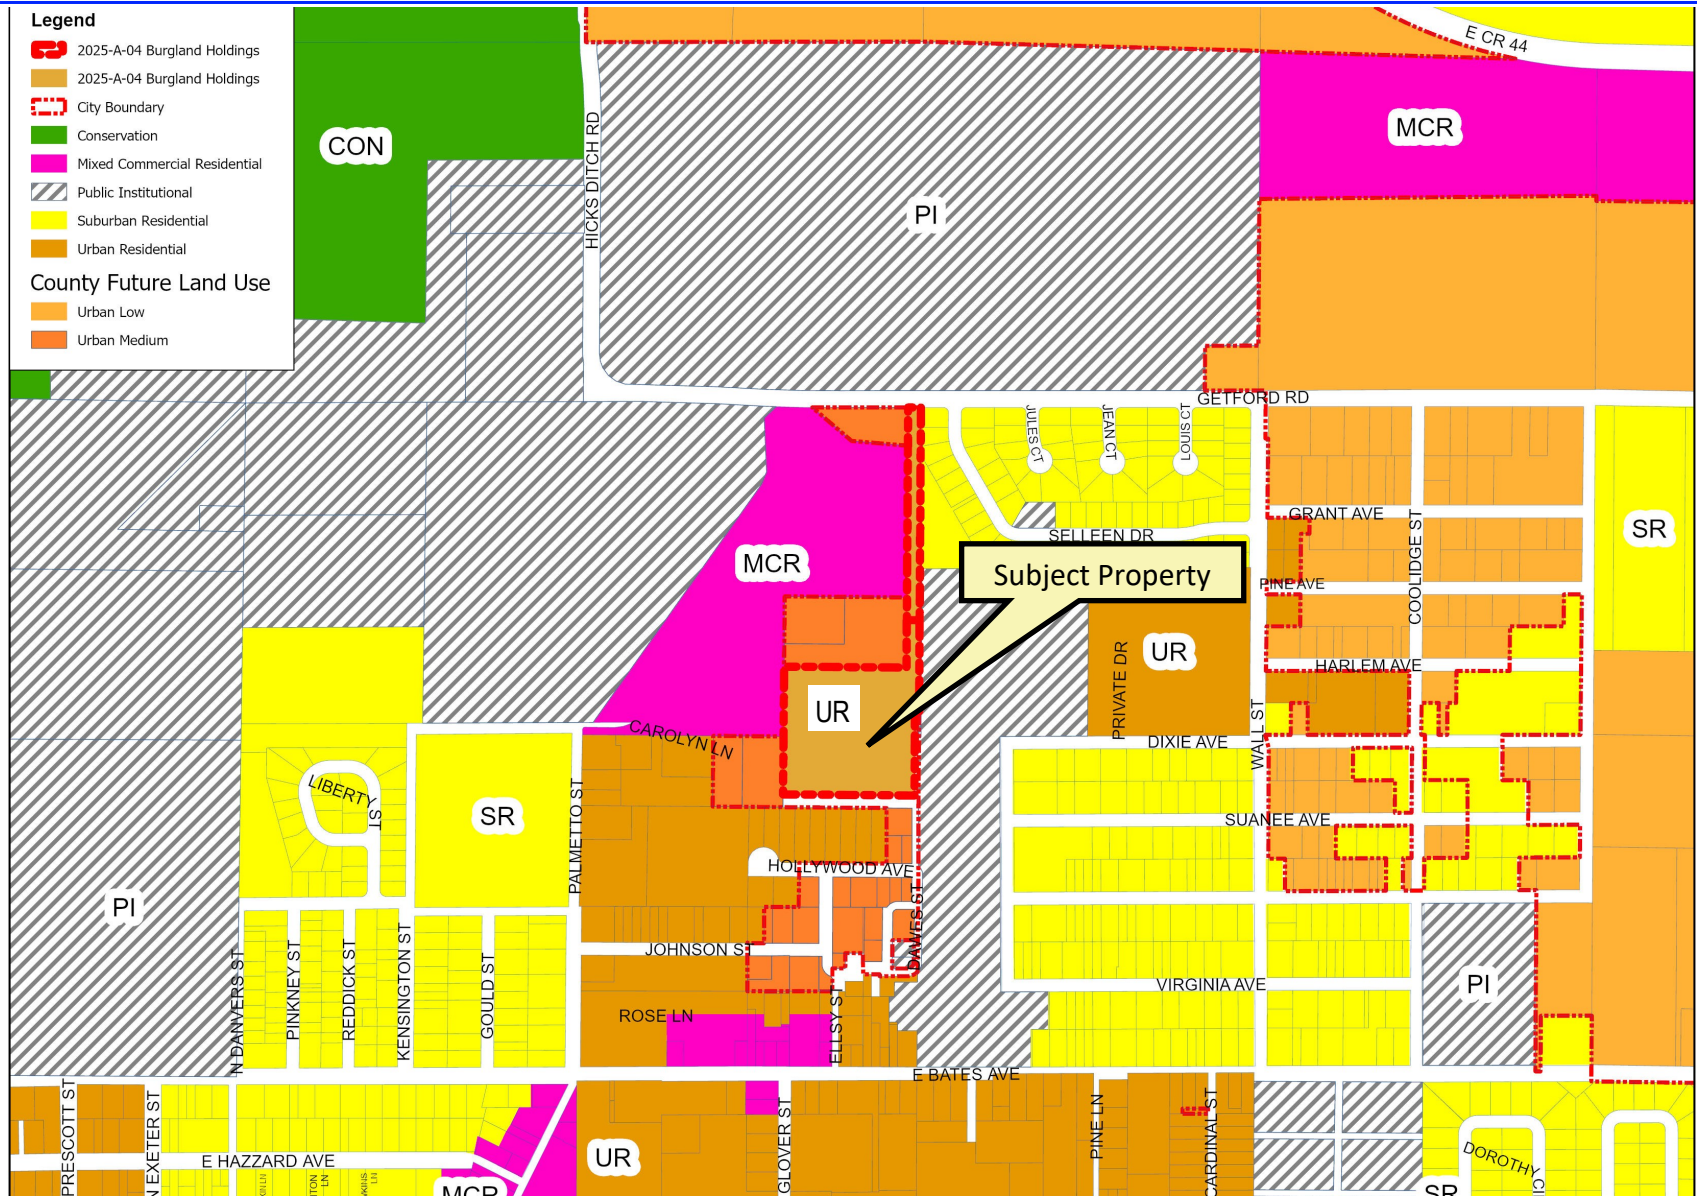 Legend
2025-A-04 Burgland Holdings
2025-A-04 Burgland Holdings
City Boundary
Conservation
Mixed Commercial Residential
Public Institutional
Suburban Residential
Urban Residential
County Future Land Use
Urban Low
Urban Medium
E CR 44
CON
HICKS DITCH RD
MCR
PI
GETFORD RD
JULES CT
JEAN CT
LOUIS CT
GRANT AVE
SELLEEN DR
COOLIDGE ST
SR
MCR
Subject Property
PINE AVE
PRIVATE DR
UR
HARLEM AVE
UR
WALL ST
CAROLYN LN
DIXIE AVE
LIBERTY ST
PALMETTO ST
SR
SUANEE AVE
HOLLYWOOD AVE
PI
DAWES ST
JOHNSON ST
N DANVERS ST
PINKNEY ST
REDDICK ST
KENSINGTON ST
GOULD ST
VIRGINIA AVE
PI
ROSE LN
ELLSY ST
E BATES AVE
PRESCOTT ST
N EXETER ST
GLOVER ST
PINE LN
CARDINAL ST
E HAZZARD AVE
UR
DOROTHY CI
LN
LN
LN
MCR
SR